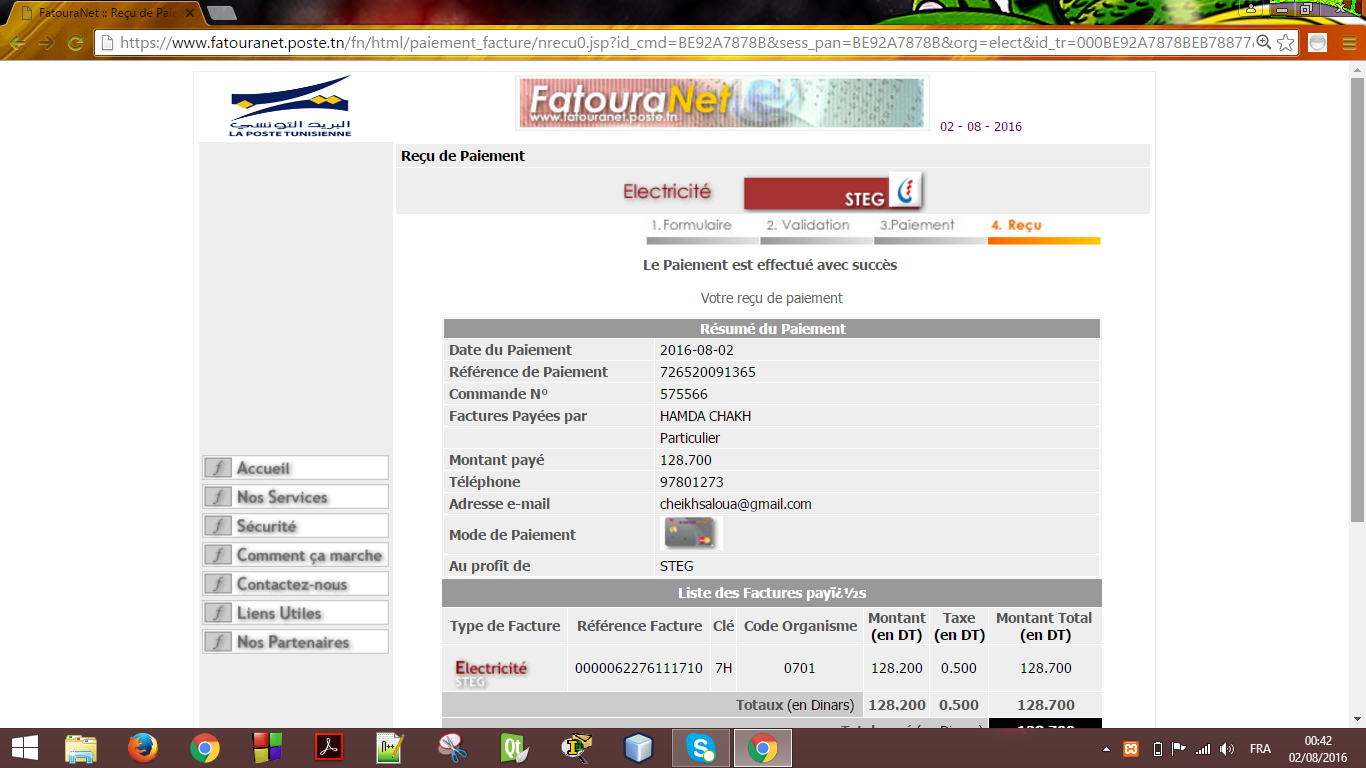 FatouraNet :: Reçu de Pai
https://www.fatouranet.poste.tn/fn/html/paiement_facture/nrecu0.jsp?id_cmd=BE92A7878B&sess_pan=BE92A7878B&org=elect&id_tr=000BE92A7878BEB78877
البريد التونسي
LA POSTE TUNISIENNE
FatouraNet
www.fatouranet.poste.tn
02 - 08 - 2016
Reçu de Paiement
Electricité STEG
1.Formulaire 2. Validation 3.Paiement 4. Reçu
Le Paiement est effectué avec succès
Votre reçu de paiement
Résumé du Paiement
Date du Paiement 2016-08-02
Référence de Paiement 726520091365
Commande N° 575566
Factures Payées par HAMDA CHAKH
Particulier
Montant payé 128.700
Téléphone 97801273
Adresse e-mail cheikhsaloua@gmail.com
Mode de Paiement
Au profit de STEG
Accueil
Nos Services
Sécurité
Comment ça marche
Contactez-nous
Liens Utiles
Nos Partenaires
Liste des Factures payï¿½s
Type de Facture Référence Facture Clé Code Organisme Montant (en DT) Taxe (en DT) Montant Total (en DT)
Electricité STEG 0000062276111710 7H 0701 128.200 0.500 128.700
Totaux (en Dinars) 128.200 0.500 128.700
FRA
00:42
02/08/2016